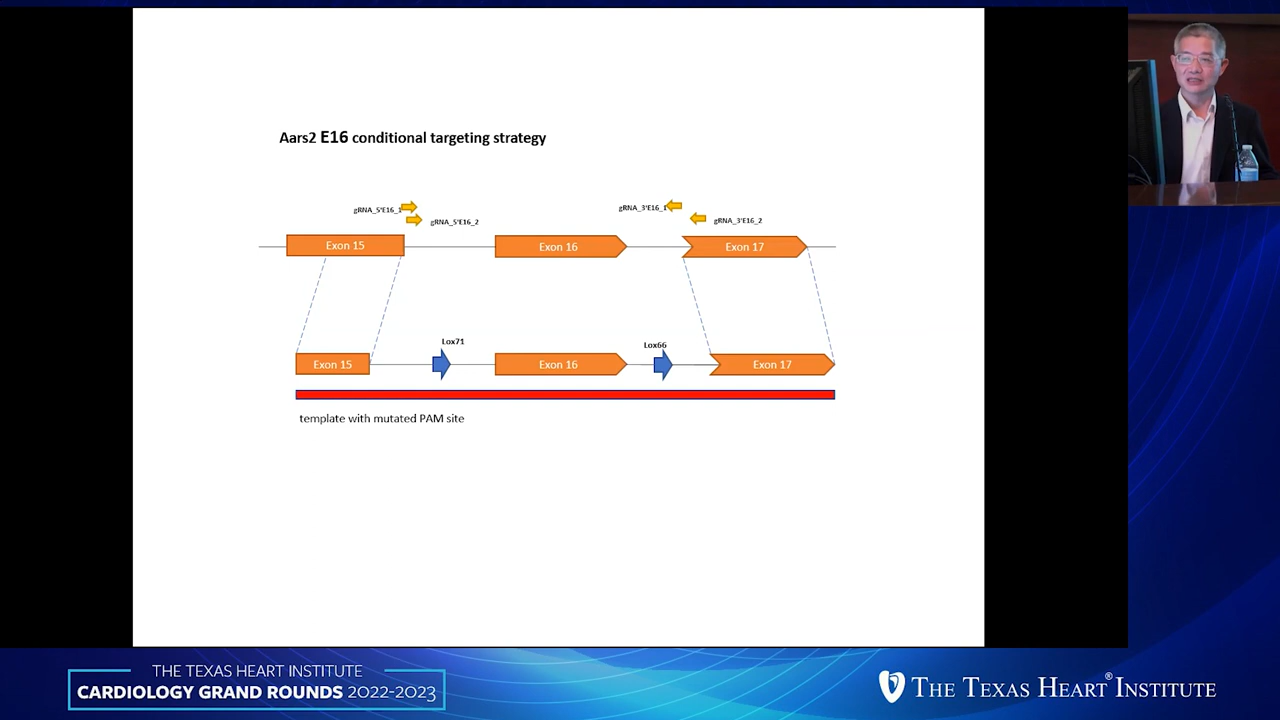 Aars2 E16 conditional targeting strategy
gRNA_5'E16_1
gRNA_5'E16_2
gRNA_3'E16_1
gRNA_3'E16_2
Exon 15
Exon 16
Exon 17
Lox71
Lox66
Exon 15
Exon 16
Exon 17
template with mutated PAM site
THE TEXAS HEART INSTITUTE
CARDIOLOGY GRAND ROUNDS 2022-2023
THE TEXAS HEART® INSTITUTE